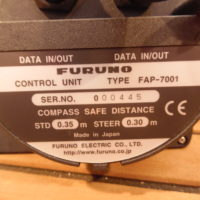 DATA IN/OUT DATA IN/OUT
FURUNO
CONTROL UNIT TYPE FAP-7001
SER.NO. 000445
COMPASS SAFE DISTANCE
STD 0.35 m STEER 0.30 m
Made in Japan
FURUNO ELECTRIC CO., LTD.
http://www.furuno.co.jp